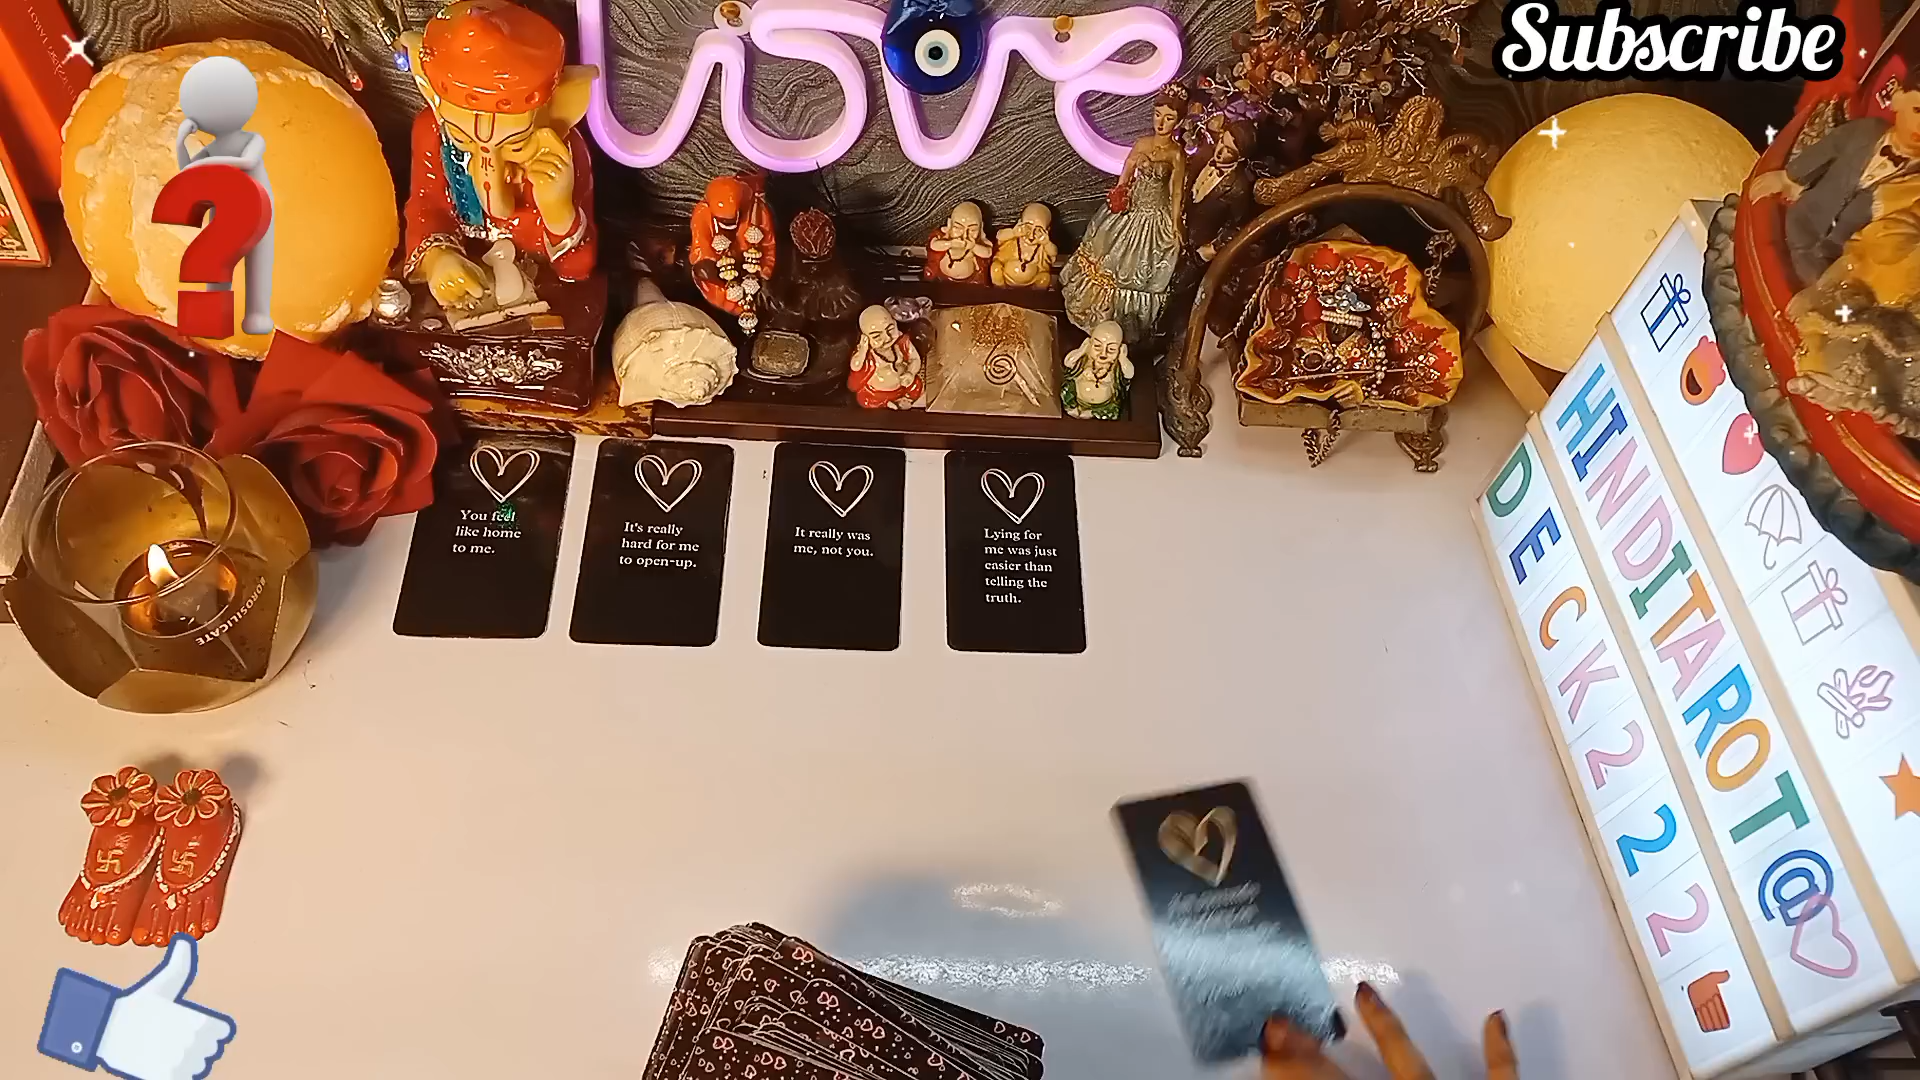 Subscribe
love
You feel
like home
to me.
It's really
hard for me
to open-up.
It really was
me, not you.
Lying for
me was just
easier than
telling the
truth.
BOROSILICATE
HINDITAROT@
DECK222